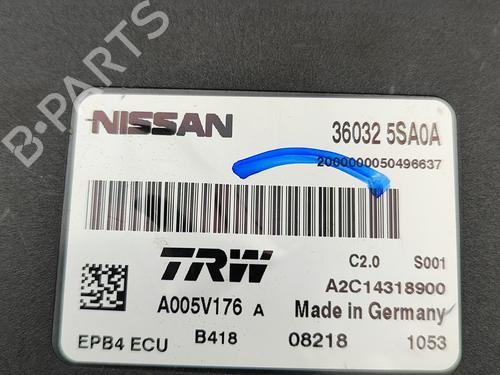 B-PARTS
NISSAN 36032 5SA0A
2000000050496637
C2.0 S001
TRW A2C14318900
A005V176 A Made in Germany
EPB4 ECU B418 08218 1053